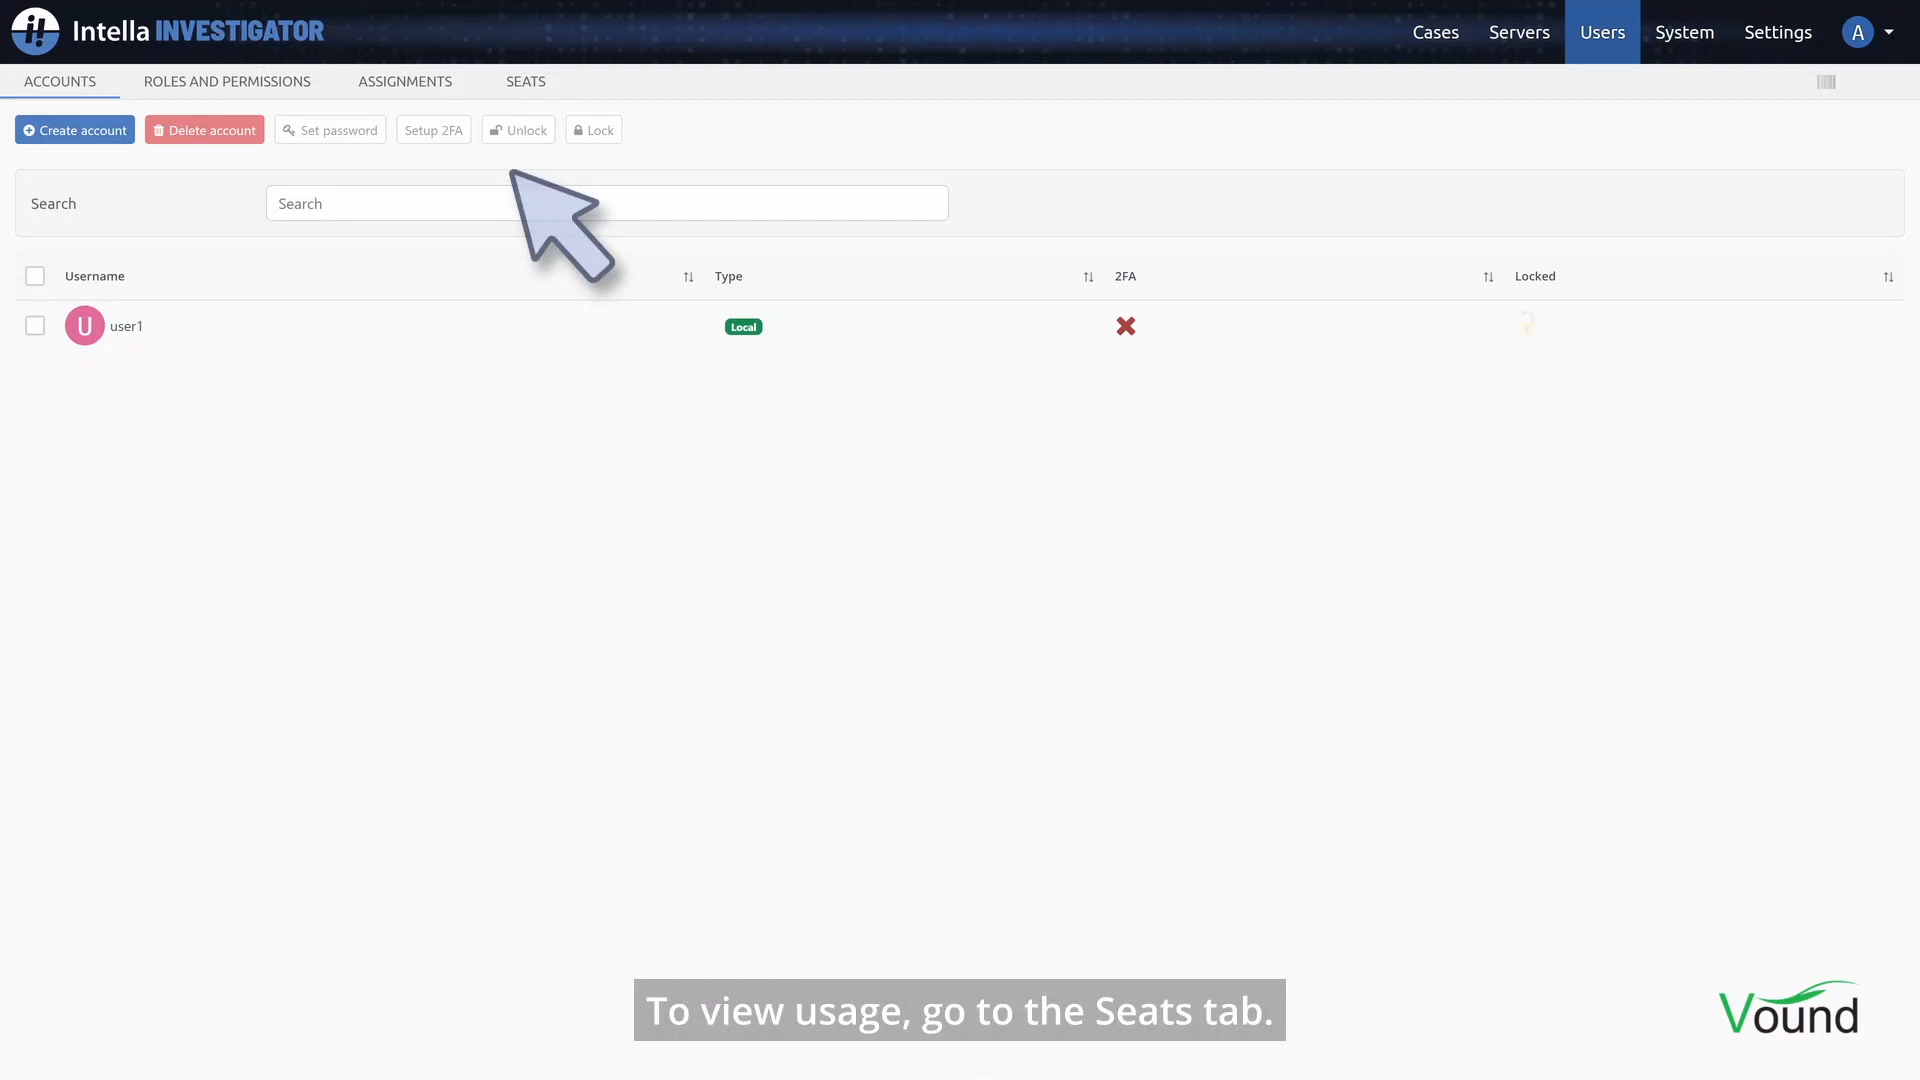 Intella INVESTIGATOR
Cases Servers Users System Settings A
ACCOUNTS ROLES AND PERMISSIONS ASSIGNMENTS SEATS
Create account Delete account Set password Setup 2FA Unlock Lock
Search Search
Username Type 2FA Locked
U user1 Local
To view usage, go to the Seats tab.
Vound